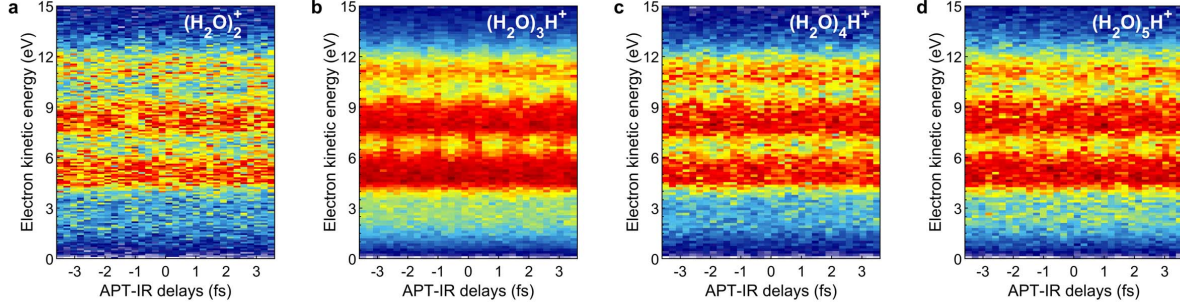 a
(H2O)2+
15
12
9
6
3
0
Electron kinetic energy (eV)
-3 -2 -1 0 1 2 3
APT-IR delays (fs)
b
(H2O)3H+
15
12
9
6
3
0
Electron kinetic energy (eV)
-3 -2 -1 0 1 2 3
APT-IR delays (fs)
c
(H2O)4H+
15
12
9
6
3
0
Electron kinetic energy (eV)
-3 -2 -1 0 1 2 3
APT-IR delays (fs)
d
(H2O)5H+
15
12
9
6
3
0
Electron kinetic energy (eV)
-3 -2 -1 0 1 2 3
APT-IR delays (fs)